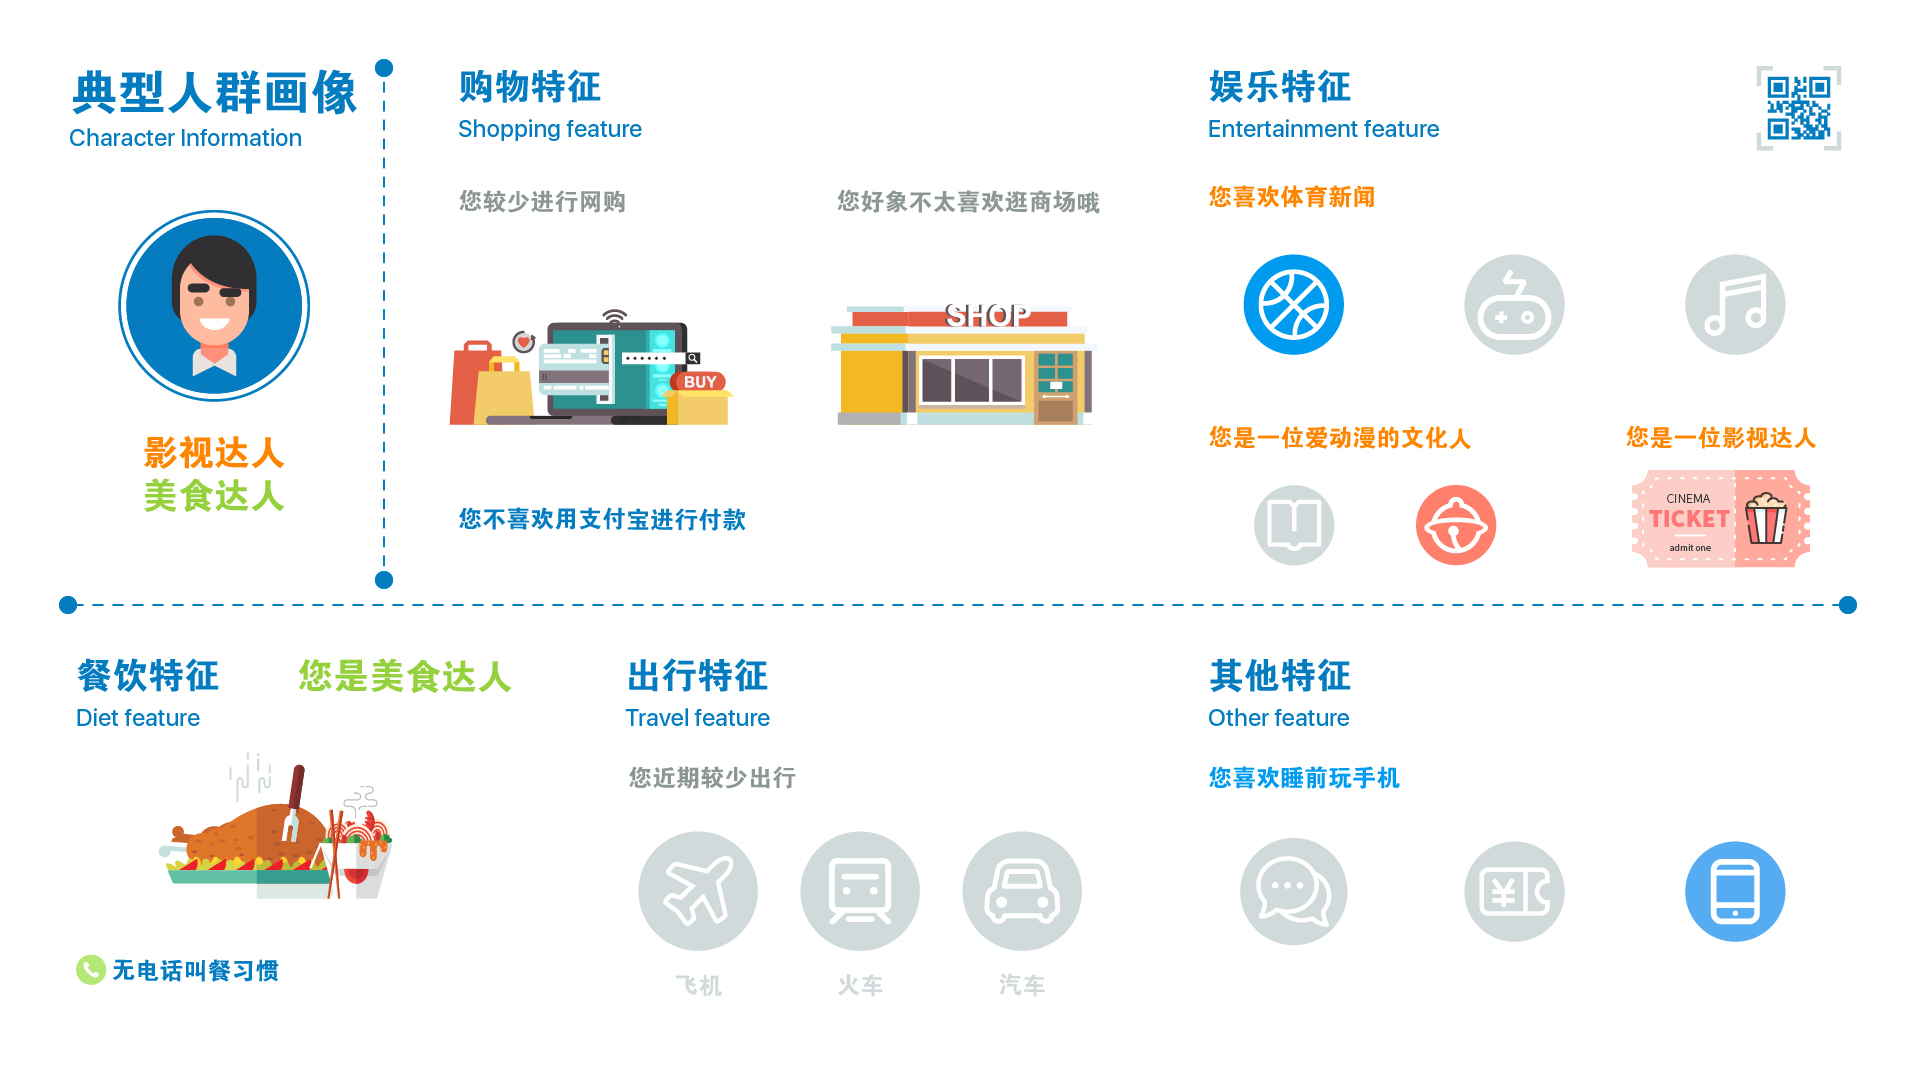 典型人群画像
Character Information
影视达人
美食达人
购物特征
Shopping feature
您较少进行网购
您好象不太喜欢逛商场哦
BUY
SHOP
您不喜欢用支付宝进行付款
娱乐特征
Entertainment feature
您喜欢体育新闻
您是一位爱动漫的文化人
您是一位影视达人
CINEMA
TICKET
admit one
餐饮特征
您是美食达人
Diet feature
无电话叫餐习惯
出行特征
Travel feature
您近期较少出行
飞机
火车
汽车
其他特征
Other feature
您喜欢睡前玩手机
¥